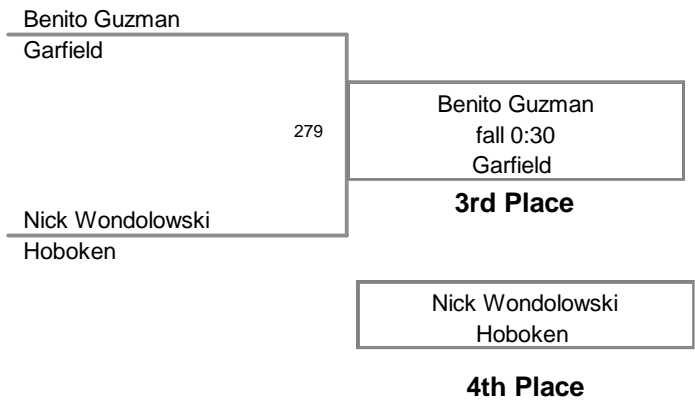 Benito Guzman
Garfield
279
Benito Guzman
fall 0:30
Garfield
3rd Place
Nick Wondolowski
Hoboken
Nick Wondolowski
Hoboken
4th Place